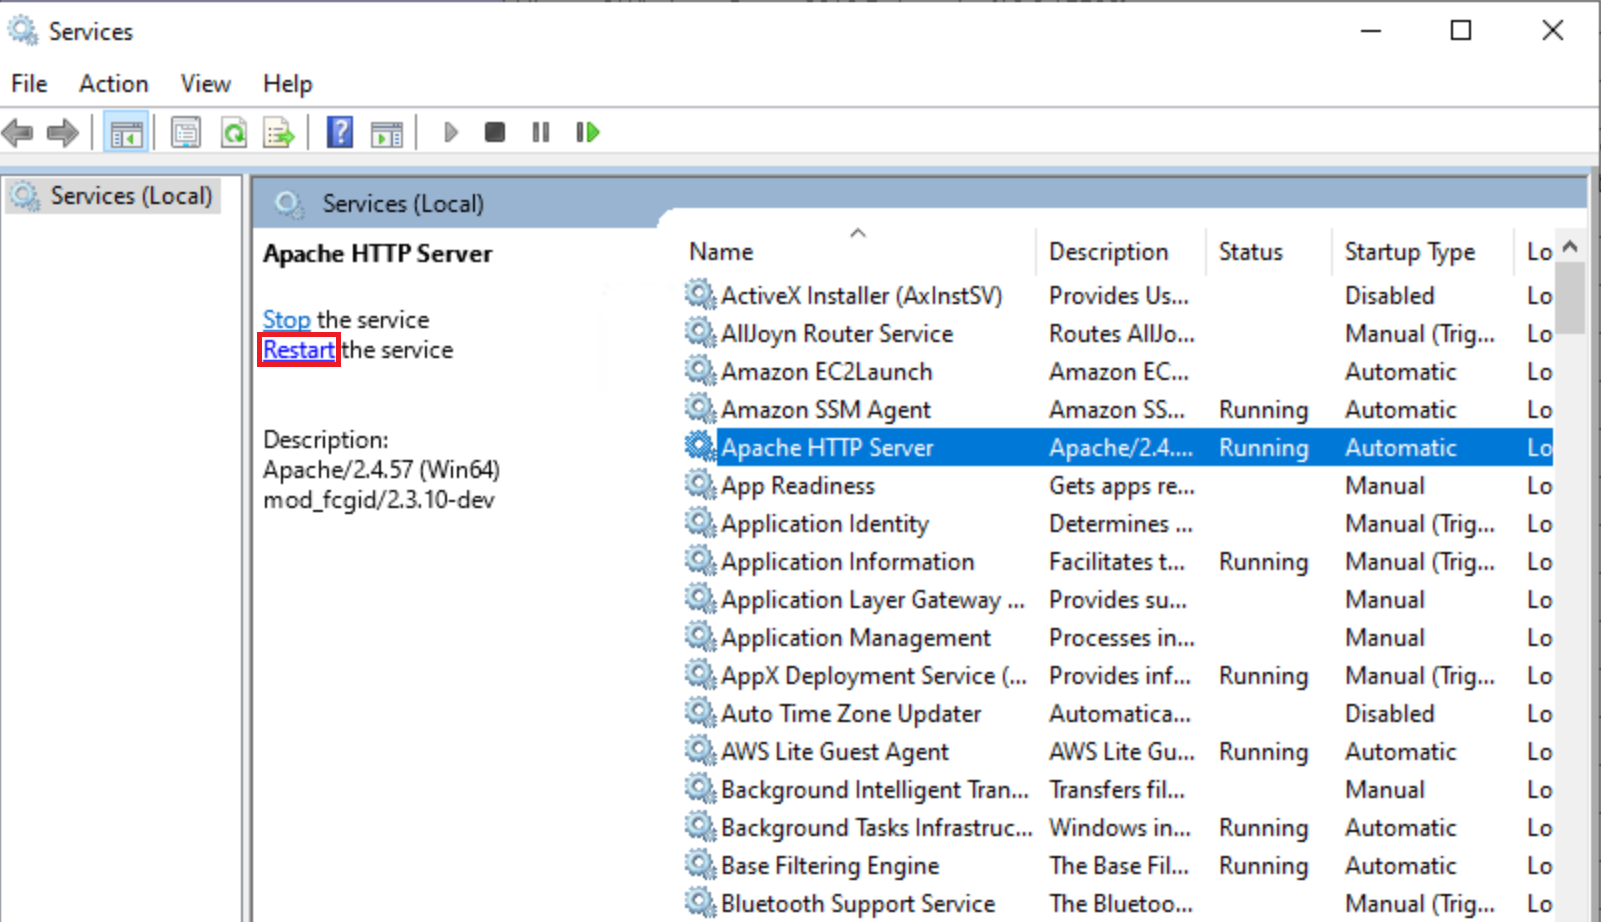 Services
File Action View Help
Services (Local)
Services (Local)
Apache HTTP Server
Stop the service
Restart the service
Description:
Apache/2.4.57 (Win64)
mod_fcgid/2.3.10-dev
Name Description Status Startup Type Lo
ActiveX Installer (AxInstSV) Provides Us... Disabled Lo
AllJoyn Router Service Routes AllJo... Manual (Trig... Lo
Amazon EC2Launch Amazon EC... Automatic Lo
Amazon SSM Agent Amazon SS... Running Automatic Lo
Apache HTTP Server Apache/2.4.... Running Automatic Lo
App Readiness Gets apps re... Manual Lo
Application Identity Determines ... Manual (Trig... Lo
Application Information Facilitates t... Running Manual (Trig... Lo
Application Layer Gateway ... Provides su... Manual Lo
Application Management Processes in... Manual Lo
AppX Deployment Service (... Provides inf... Running Manual (Trig... Lo
Auto Time Zone Updater Automatica... Disabled Lo
AWS Lite Guest Agent AWS Lite Gu... Running Automatic Lo
Background Intelligent Tran... Transfers fil... Manual Lo
Background Tasks Infrastruc... Windows in... Running Automatic Lo
Base Filtering Engine The Base Fil... Running Automatic Lo
Bluetooth Support Service The Bluetoo... Manual (Trig... Lo